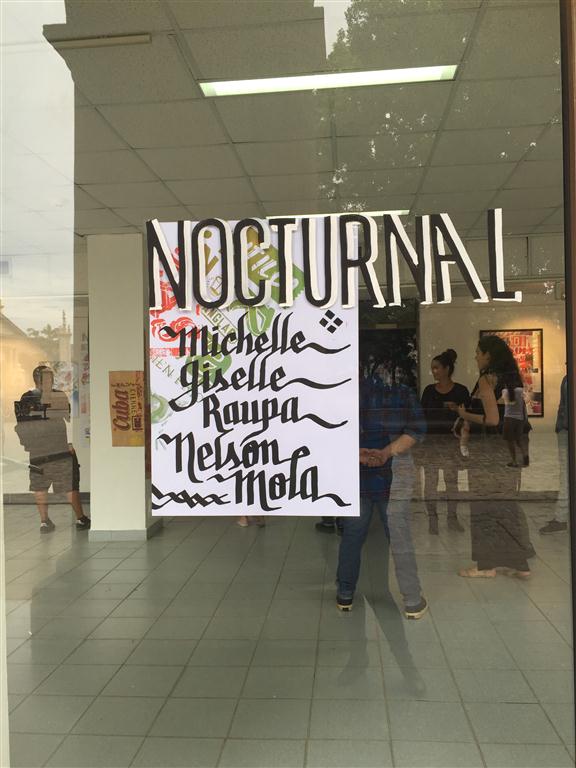 NOCTURNAL
Michelle
Giselle
Raupa
Nelson
Mola
Cuba